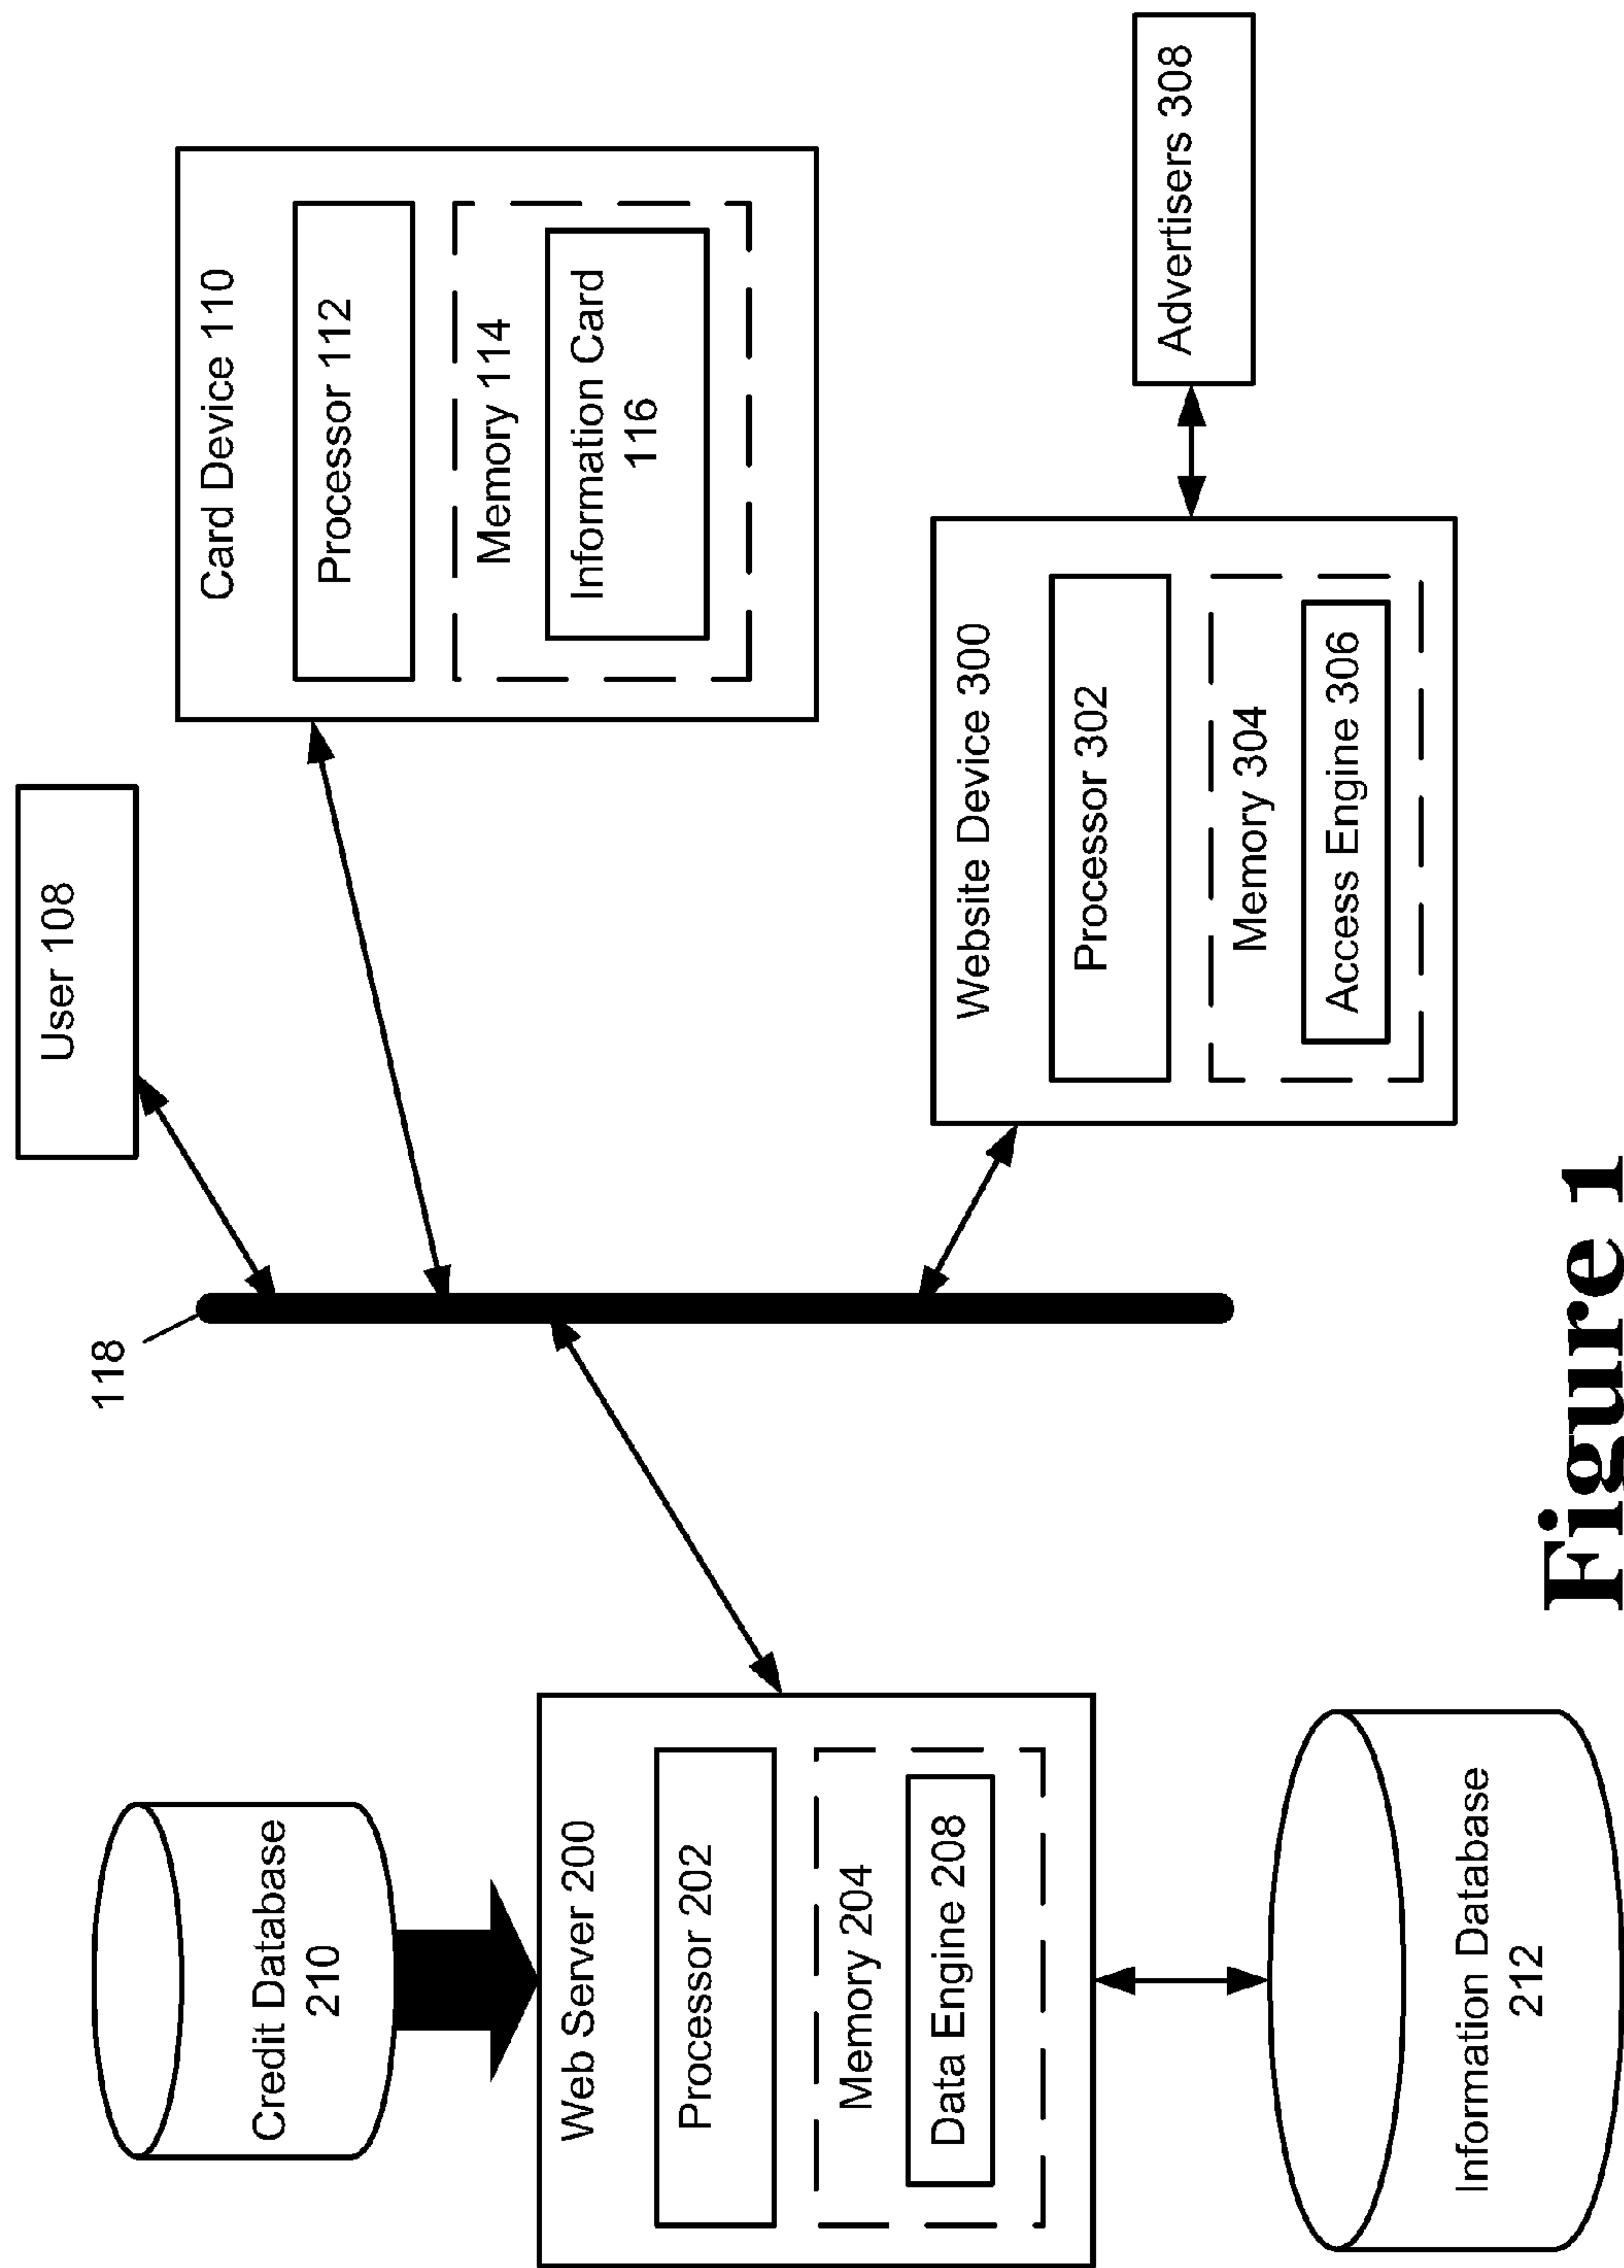 Credit Database
210
Web Server 200
Processor 202
Memory 204
Data Engine 208
Information Database
212
118
User 108
Card Device 110
Processor 112
Memory 114
Information Card
116
Website Device 300
Processor 302
Memory 304
Access Engine 306
Advertisers 308
Figure 1